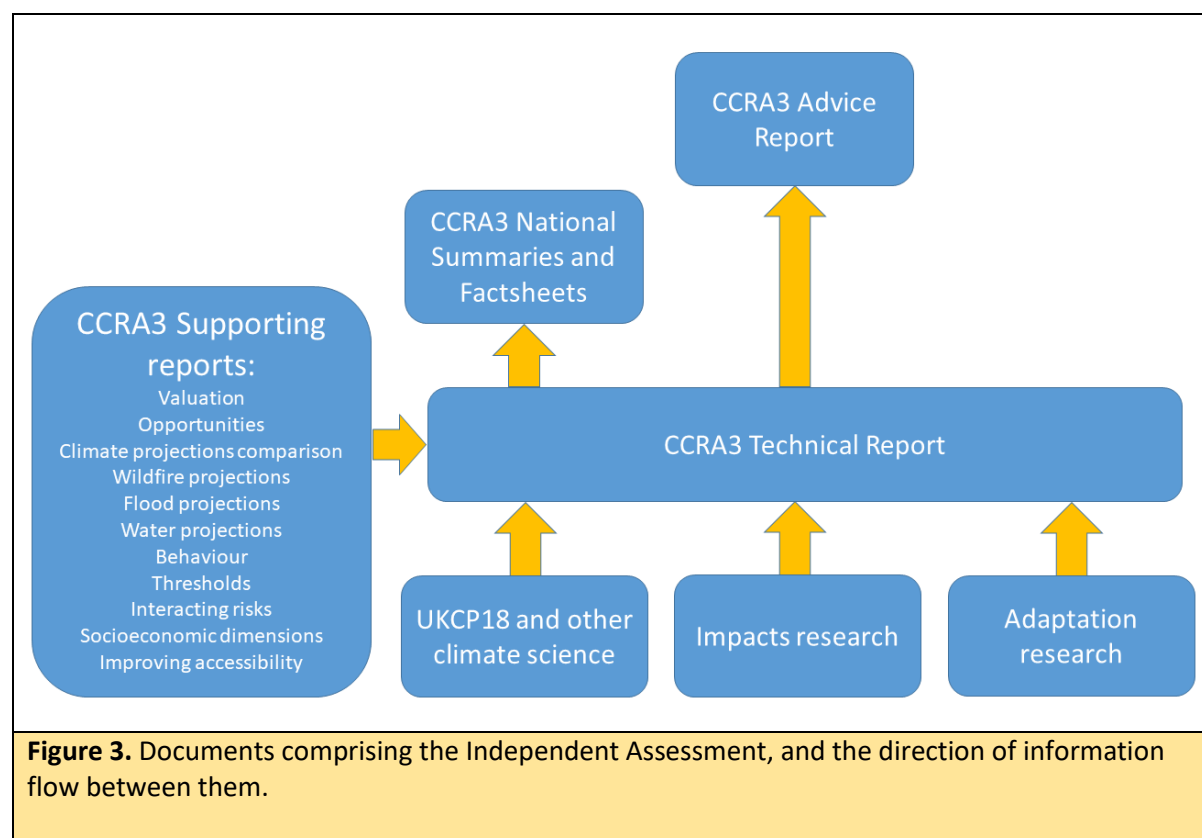 CCRA3 Advice
Report
CCRA3 National
Summaries and
Factsheets
CCRA3 Supporting
reports:
Valuation
Opportunities
Climate projections comparison
Wildfire projections
Flood projections
Water projections
Behaviour
Thresholds
Interacting risks
Socioeconomic dimensions
Improving accessibility
CCRA3 Technical Report
UKCP18 and other
climate science
Impacts research
Adaptation
research
Figure 3. Documents comprising the Independent Assessment, and the direction of information
flow between them.